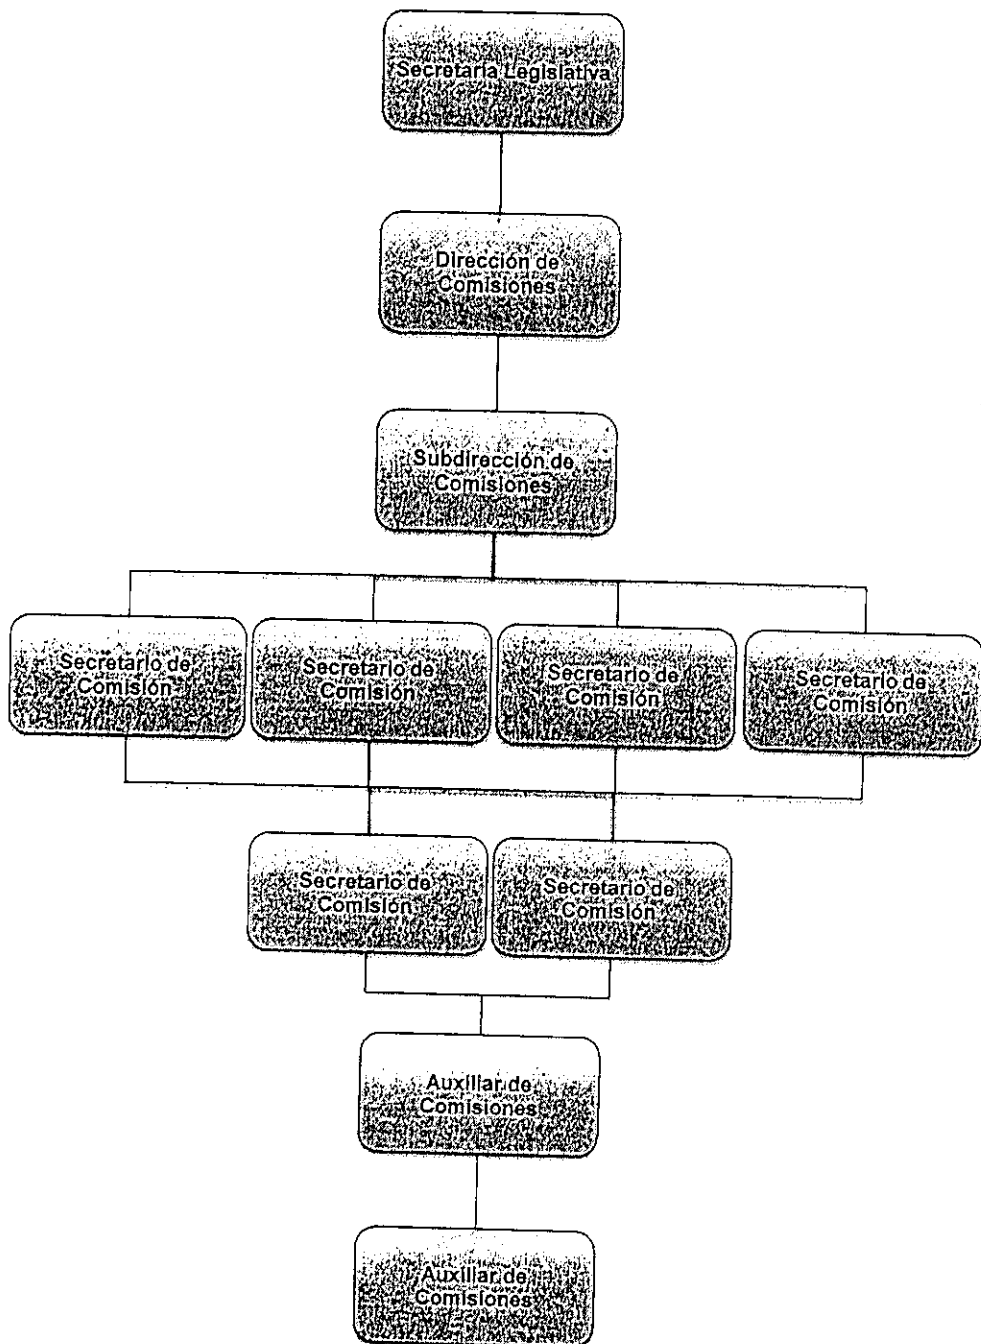 Secretaría Legislativa
Dirección de
Comisiones
Subdirección de
Comisiones
Secretario de
Comisión
Secretario de
Comisión
Secretario de
Comisión
Secretario de
Comisión
Secretario de
Comisión
Secretario de
Comisión
Auxiliar de
Comisiones
Auxiliar de
Comisiones